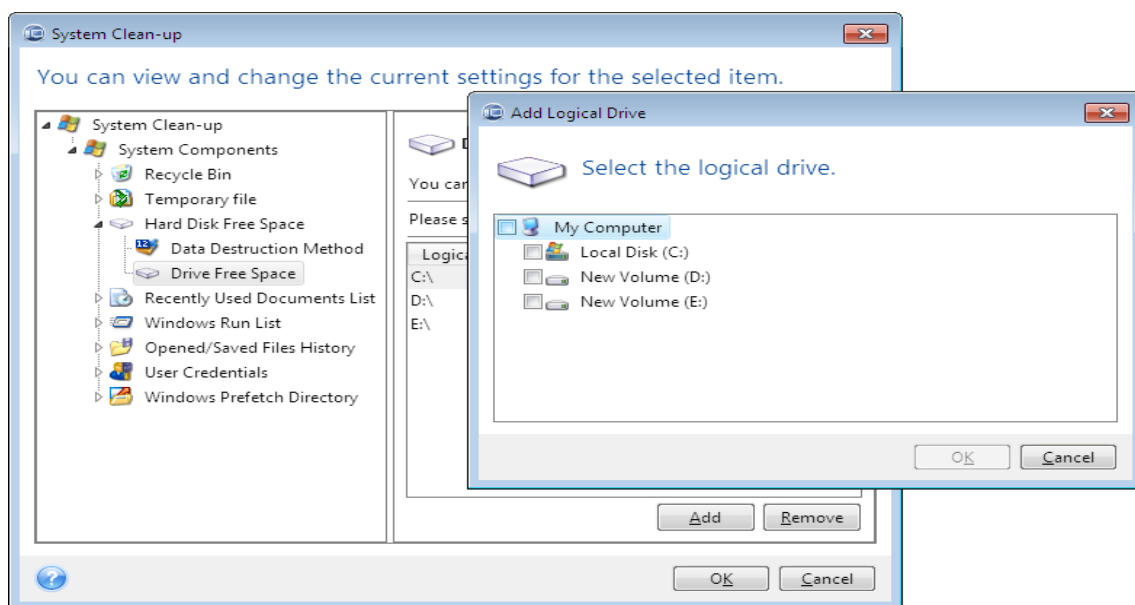 System Clean-up
You can view and change the current settings for the selected item.
System Clean-up
System Components
Recycle Bin
Temporary file
Hard Disk Free Space
Data Destruction Method
Drive Free Space
Recently Used Documents List
Windows Run List
Opened/Saved Files History
User Credentials
Windows Prefetch Directory
You can
Please s
Logic
C:\
D:\
E:\
Add Remove
OK Cancel
Add Logical Drive
Select the logical drive.
My Computer
Local Disk (C:)
New Volume (D:)
New Volume (E:)
OK Cancel